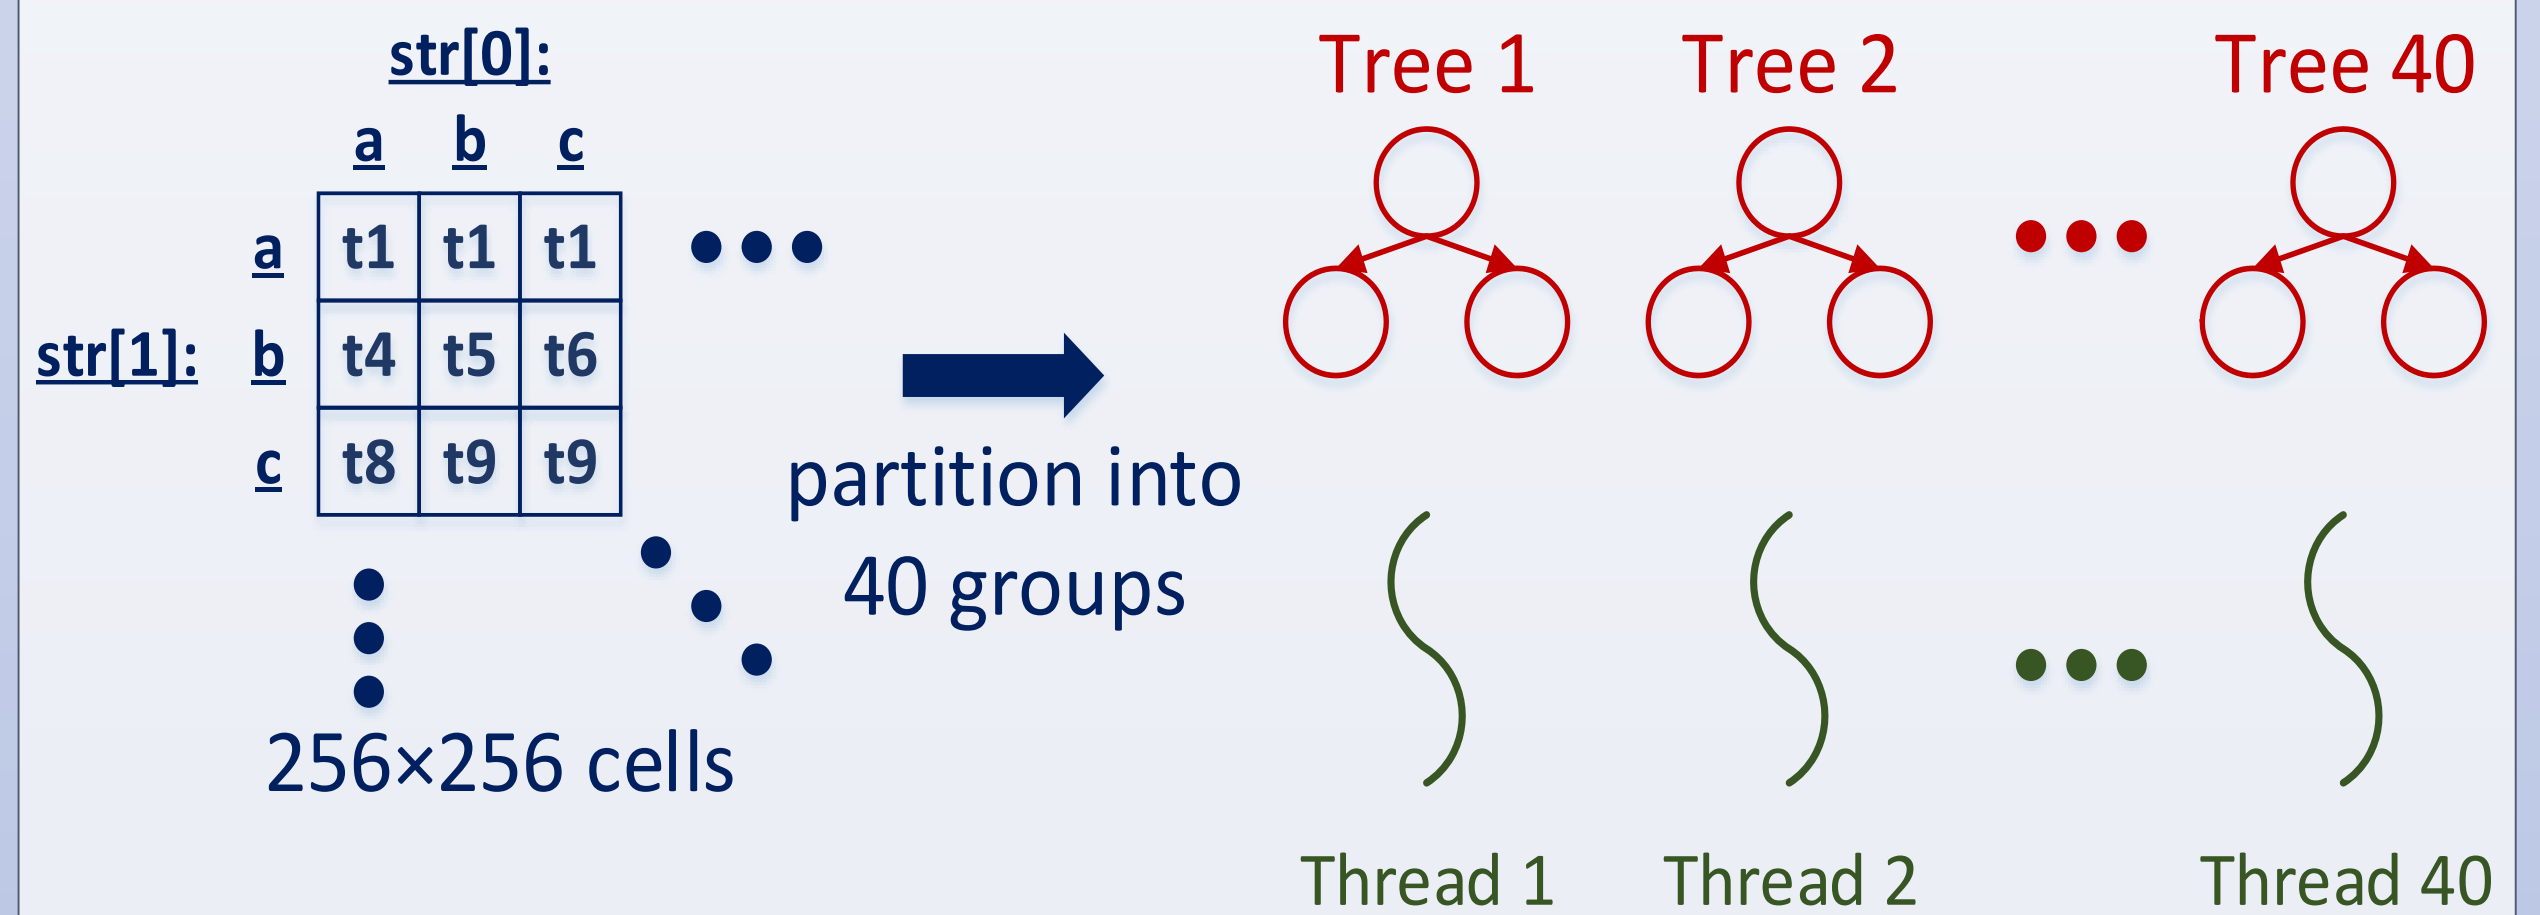 str[0]:
a b c
a t1 t1 t1
str[1]: b t4 t5 t6
c t8 t9 t9
256×256 cells
partition into
40 groups
Tree 1 Tree 2 Tree 40
Thread 1 Thread 2 Thread 40